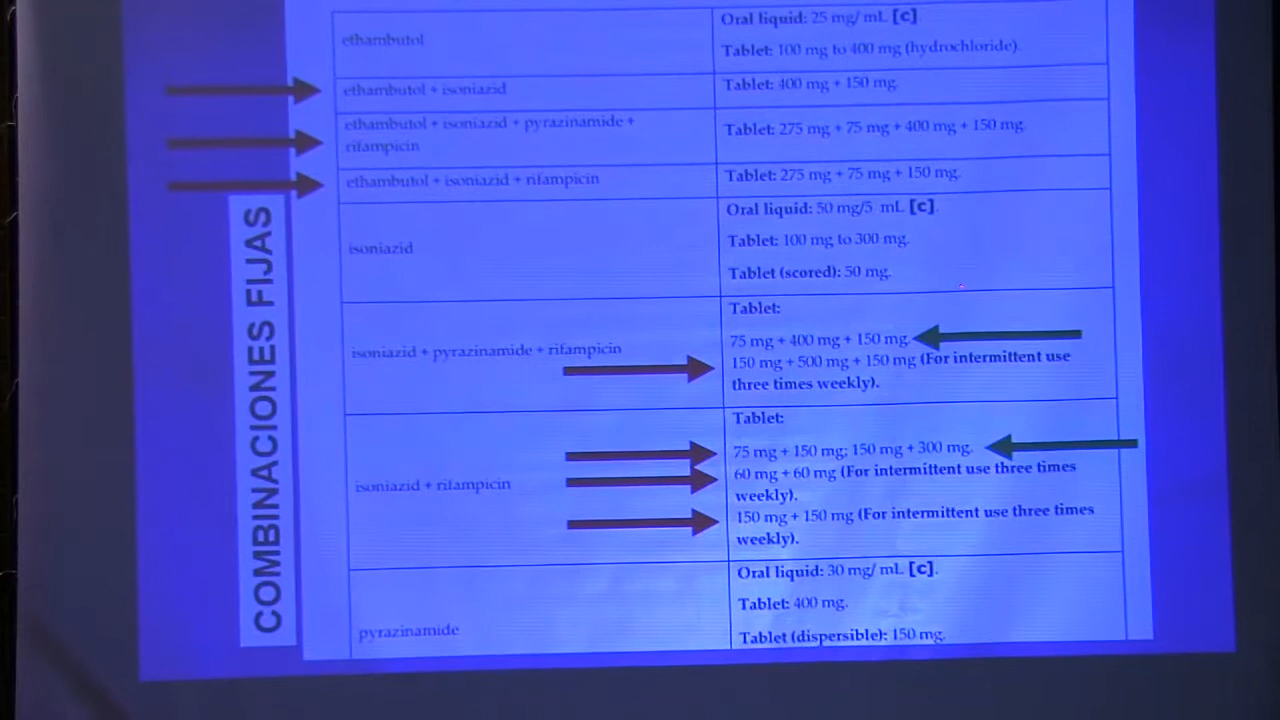 COMBINACIONES FIJAS
ethambutol
Oral liquid: 25 mg/ mL [c].
Tablet: 100 mg to 400 mg (hydrochloride).
ethambutol + isoniazid
Tablet: 400 mg + 150 mg.
ethambutol + isoniazid + pyrazinamide +
rifampicin
Tablet: 275 mg + 75 mg + 400 mg + 150 mg.
ethambutol + isoniazid + rifampicin
Tablet: 275 mg + 75 mg + 150 mg.
isoniazid
Oral liquid: 50 mg/5 mL [c].
Tablet: 100 mg to 300 mg.
Tablet (scored): 50 mg.
isoniazid + pyrazinamide + rifampicin
Tablet:
75 mg + 400 mg + 150 mg.
150 mg + 500 mg + 150 mg (For intermittent use
three times weekly).
isoniazid + rifampicin
Tablet:
75 mg + 150 mg; 150 mg + 300 mg.
60 mg + 60 mg (For intermittent use three times
weekly).
150 mg + 150 mg (For intermittent use three times
weekly).
pyrazinamide
Oral liquid: 30 mg/ mL [c].
Tablet: 400 mg.
Tablet (dispersible): 150 mg.